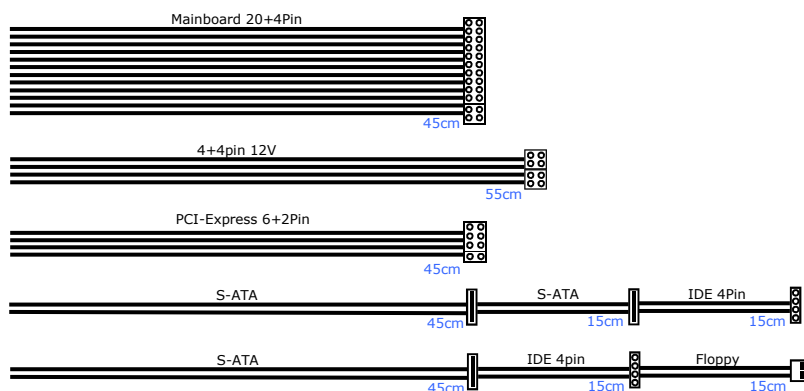 Mainboard 20+4Pin
45cm
4+4pin 12V
55cm
PCI-Express 6+2Pin
45cm
S-ATA S-ATA IDE 4Pin
45cm 15cm 15cm
S-ATA IDE 4pin Floppy
45cm 15cm 15cm